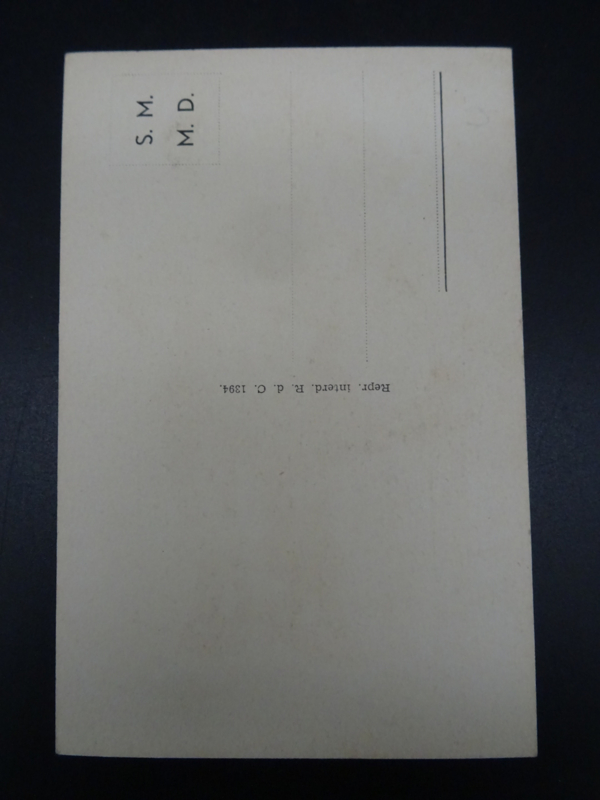 S. M.
M. D.
Repr. interd. R. d. C. 1394.